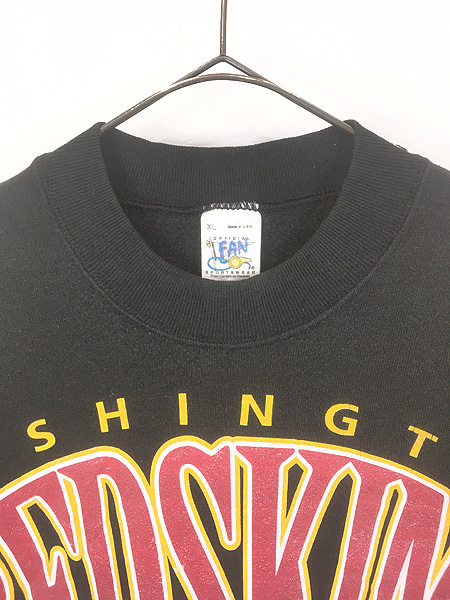 XL MADE IN U.S.A.
OFFICIAL
FAN
SPORTSWEAR
SHINGT
EDSKIN